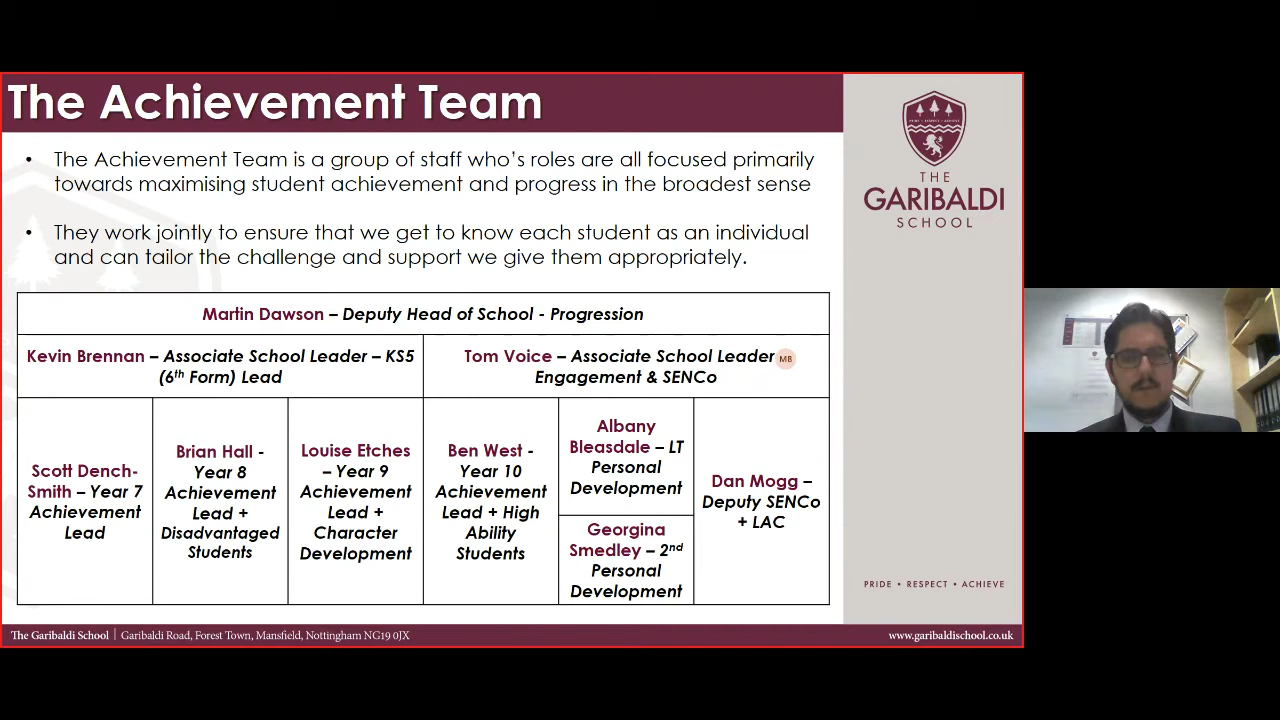 The Achievement Team
• The Achievement Team is a group of staff who's roles are all focused primarily
towards maximising student achievement and progress in the broadest sense
• They work jointly to ensure that we get to know each student as an individual
and can tailor the challenge and support we give them appropriately.
Martin Dawson – Deputy Head of School - Progression
Kevin Brennan – Associate School Leader – KS5
(6th Form) Lead
Tom Voice – Associate School Leader
Engagement & SENCo
MB
Scott Dench-
Smith – Year 7
Achievement
Lead
Brian Hall -
Year 8
Achievement
Lead +
Disadvantaged
Students
Louise Etches
– Year 9
Achievement
Lead +
Character
Development
Ben West -
Year 10
Achievement
Lead + High
Ability
Students
Albany
Bleasdale – LT
Personal
Development
Georgina
Smedley – 2nd
Personal
Development
Dan Mogg –
Deputy SENCo
+ LAC
PRIDE • RESPECT • ACHIEVE
THE
GARIBALDI
SCHOOL
PRIDE • RESPECT • ACHIEVE
The Garibaldi School | Garibaldi Road, Forest Town, Mansfield, Nottingham NG19 0JX
www.garibaldischool.co.uk